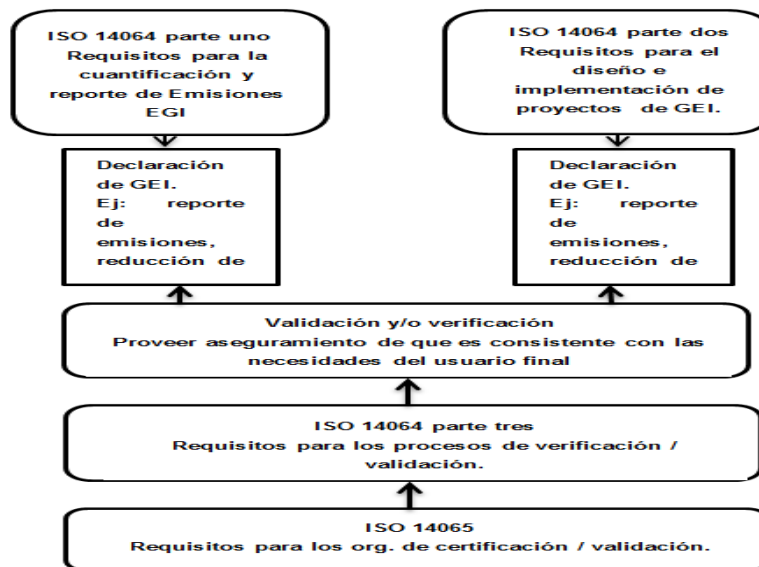 ISO 14064 parte uno
Requisitos para la
cuantificación y
reporte de Emisiones
EGI
ISO 14064 parte dos
Requisitos para el
diseño e
implementación de
proyectos de GEI.
Declaración
de GEI.
Ej: reporte
de
emisiones,
reducción de
Declaración
de GEI.
Ej: reporte
de
emisiones,
reducción de
Validación y/o verificación
Proveer aseguramiento de que es consistente con las
necesidades del usuario final
ISO 14064 parte tres
Requisitos para los procesos de verificación /
validación.
ISO 14065
Requisitos para los org. de certificación / validación.